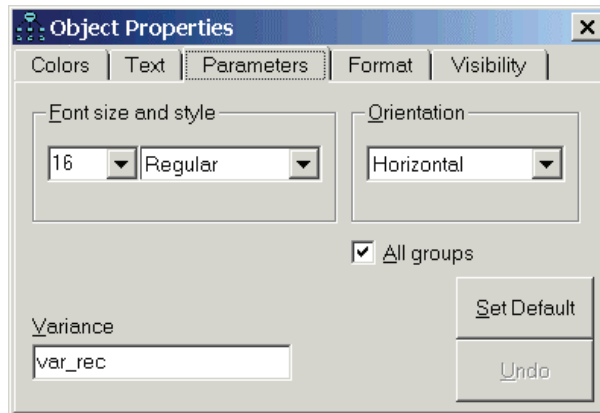 Object Properties
Colors Text Parameters Format Visibility
Font size and style
Orientation
16 Regular
Horizontal
All groups
Set Default
Variance
var_rec
Undo